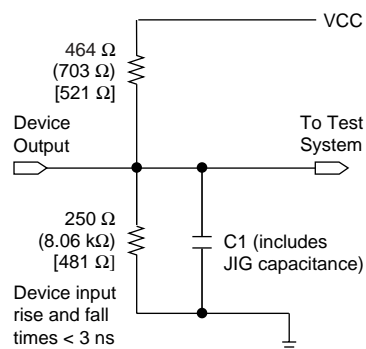 VCC
464 Ω
(703 Ω)
[521 Ω]
Device
Output
To Test
System
250 Ω
(8.06 kΩ)
[481 Ω]
C1 (includes
JIG capacitance)
Device input
rise and fall
times < 3 ns